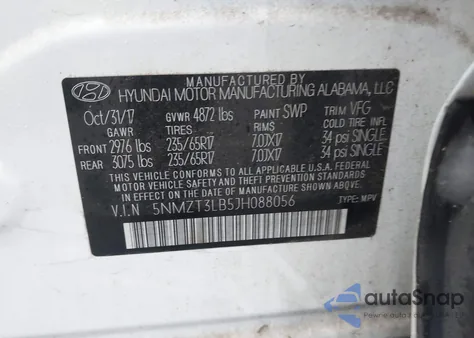 MANUFACTURED BY
HYUNDAI MOTOR MANUFACTURING ALABAMA, LLC
Oct/31/17 GVWR 4872 lbs PAINT SWP TRIM VFG
GAWR TIRES RIMS COLD TIRE INFL
FRONT 2976 lbs 235/65R17 7.0JX17 34 psi SINGLE
REAR 3075 lbs 235/65R17 7.0JX17 34 psi SINGLE
THIS VEHICLE CONFORMS TO ALL APPLICABLE FEDERAL
MOTOR VEHICLE SAFETY AND THEFT PREVENTION STANDARDS
IN EFFECT ON THE DATE OF MANUFACTURE SHOWN ABOVE.
V.I.N 5NMZT3LB5JH088056
TYPE: MPV
autoSnap